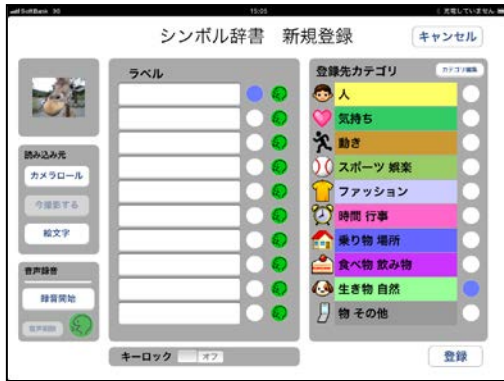 SoftBank 3G
15:05
充電していません
シンボル辞書 新規登録
キャンセル
ラベル
登録先カテゴリ
カテゴリ編集
人
気持ち
動き
スポーツ 娯楽
ファッション
時間 行事
乗り物 場所
食べ物 飲み物
生き物 自然
物 その他
読み込み元
カメラロール
今撮影する
絵文字
音声録音
録音開始
音声削除
キーロック
オフ
登録